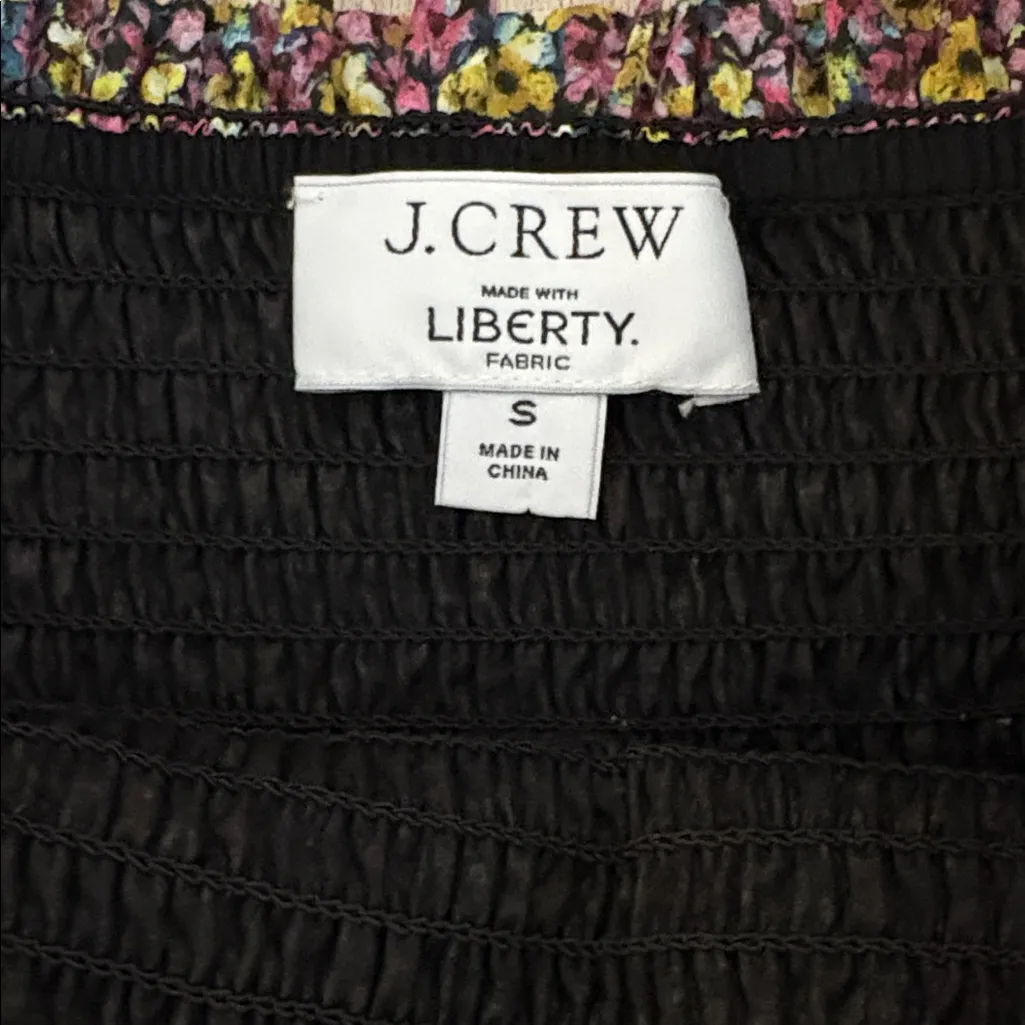 J.CREW
MADE WITH
LIBERTY.
FABRIC
S
MADE IN
CHINA